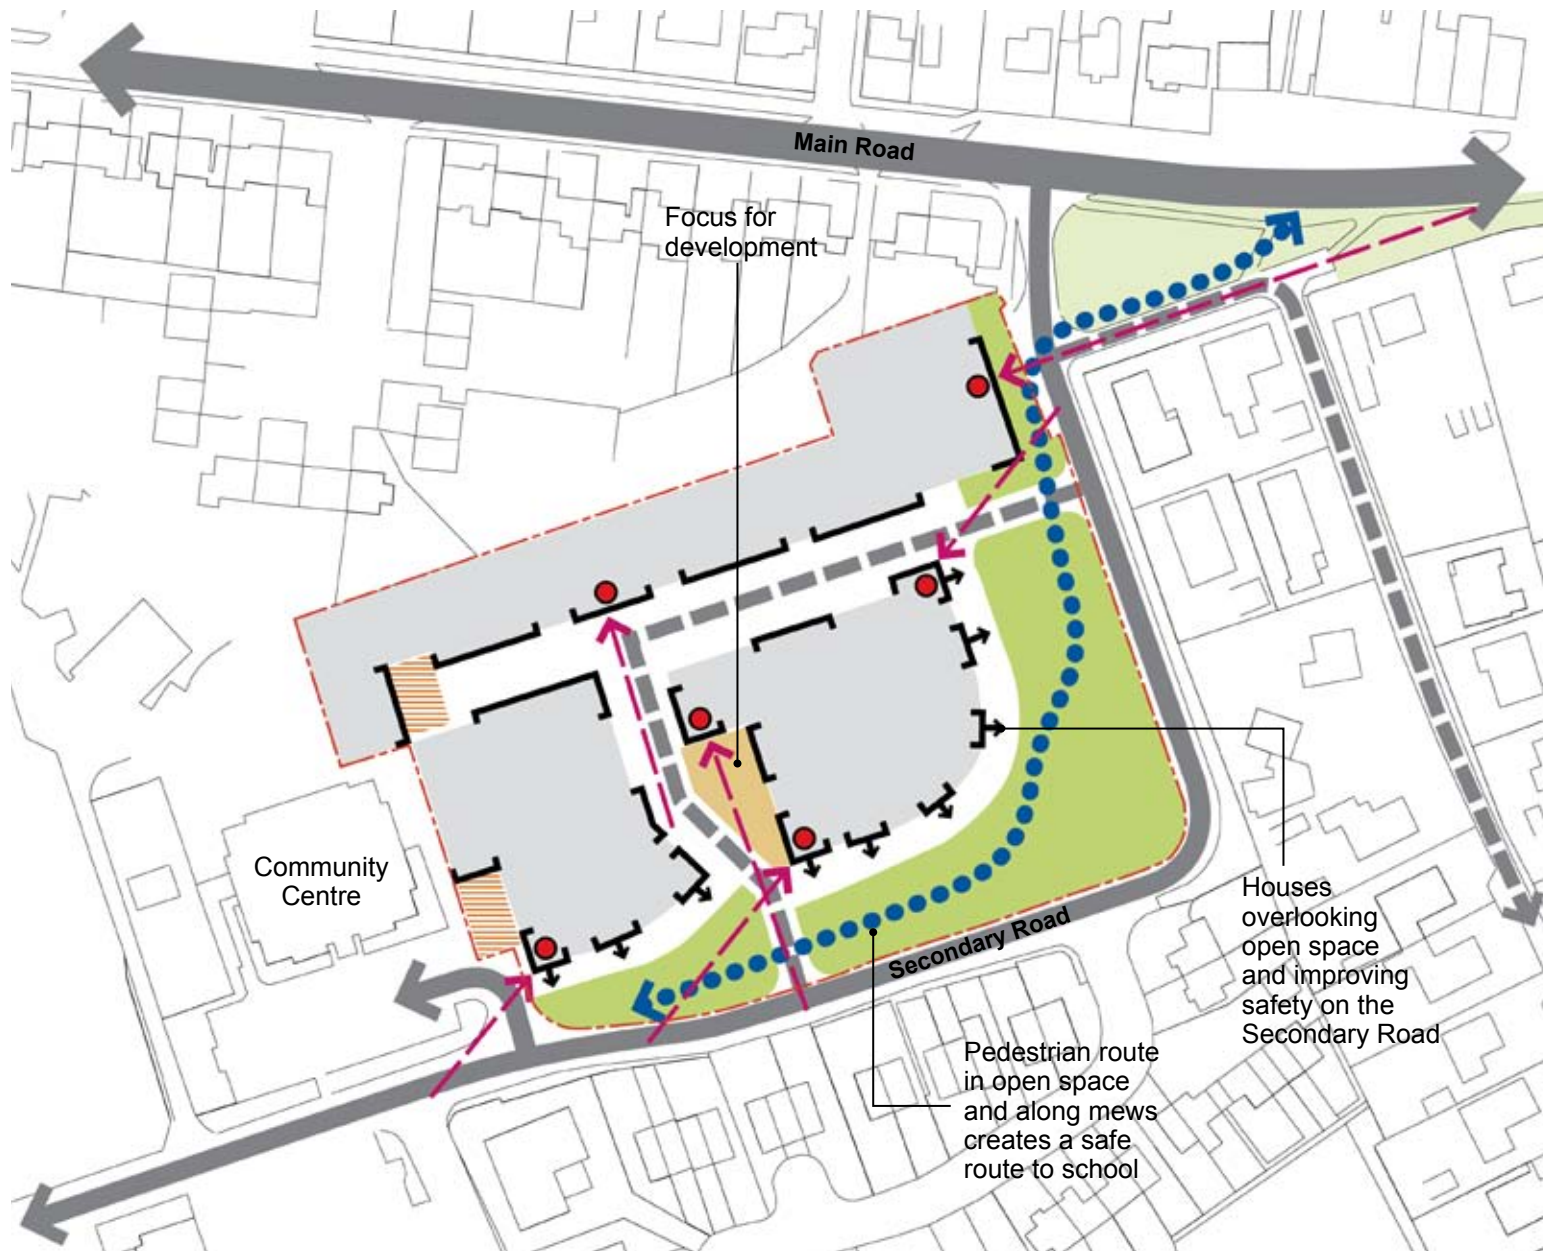 Main Road
Focus for
development
Community
Centre
Secondary Road
Houses
overlooking
open space
and improving
safety on the
Secondary Road
Pedestrian route
in open space
and along mews
creates a safe
route to school